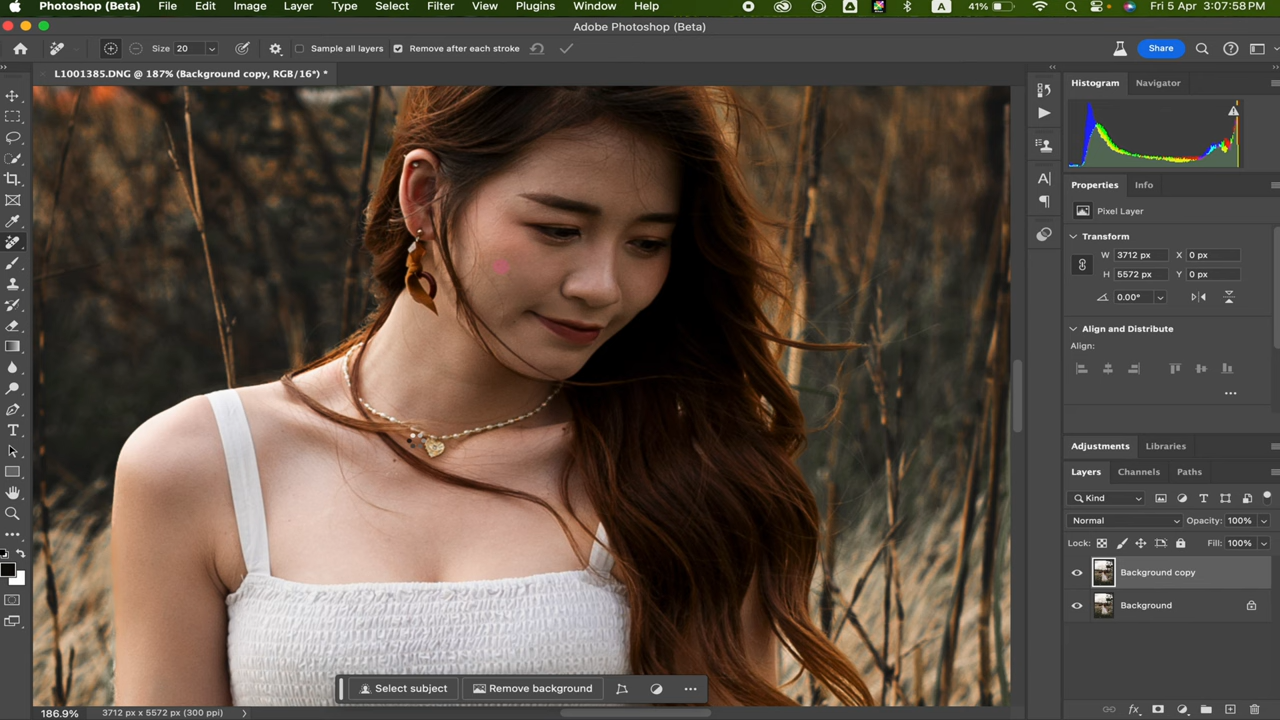 Photoshop (Beta) File Edit Image Layer Type Select Filter View Plugins Window Help A 41% Fri 5 Apr 3:07:58 PM
Adobe Photoshop (Beta)
Size 20 Sample all layers Remove after each stroke Share
L1001385.DNG @ 187% (Background copy, RGB/16*) *
Histogram Navigator
Properties Info
Pixel Layer
Transform
W 3712 px X 0 px
H 5572 px Y 0 px
0.00°
Align and Distribute
Align:
Adjustments Libraries
Layers Channels Paths
Kind
Normal Opacity: 100%
Lock: Fill: 100%
Background copy
Background
Select subject Remove background
186.9% 3712 px x 5572 px (300 ppi)